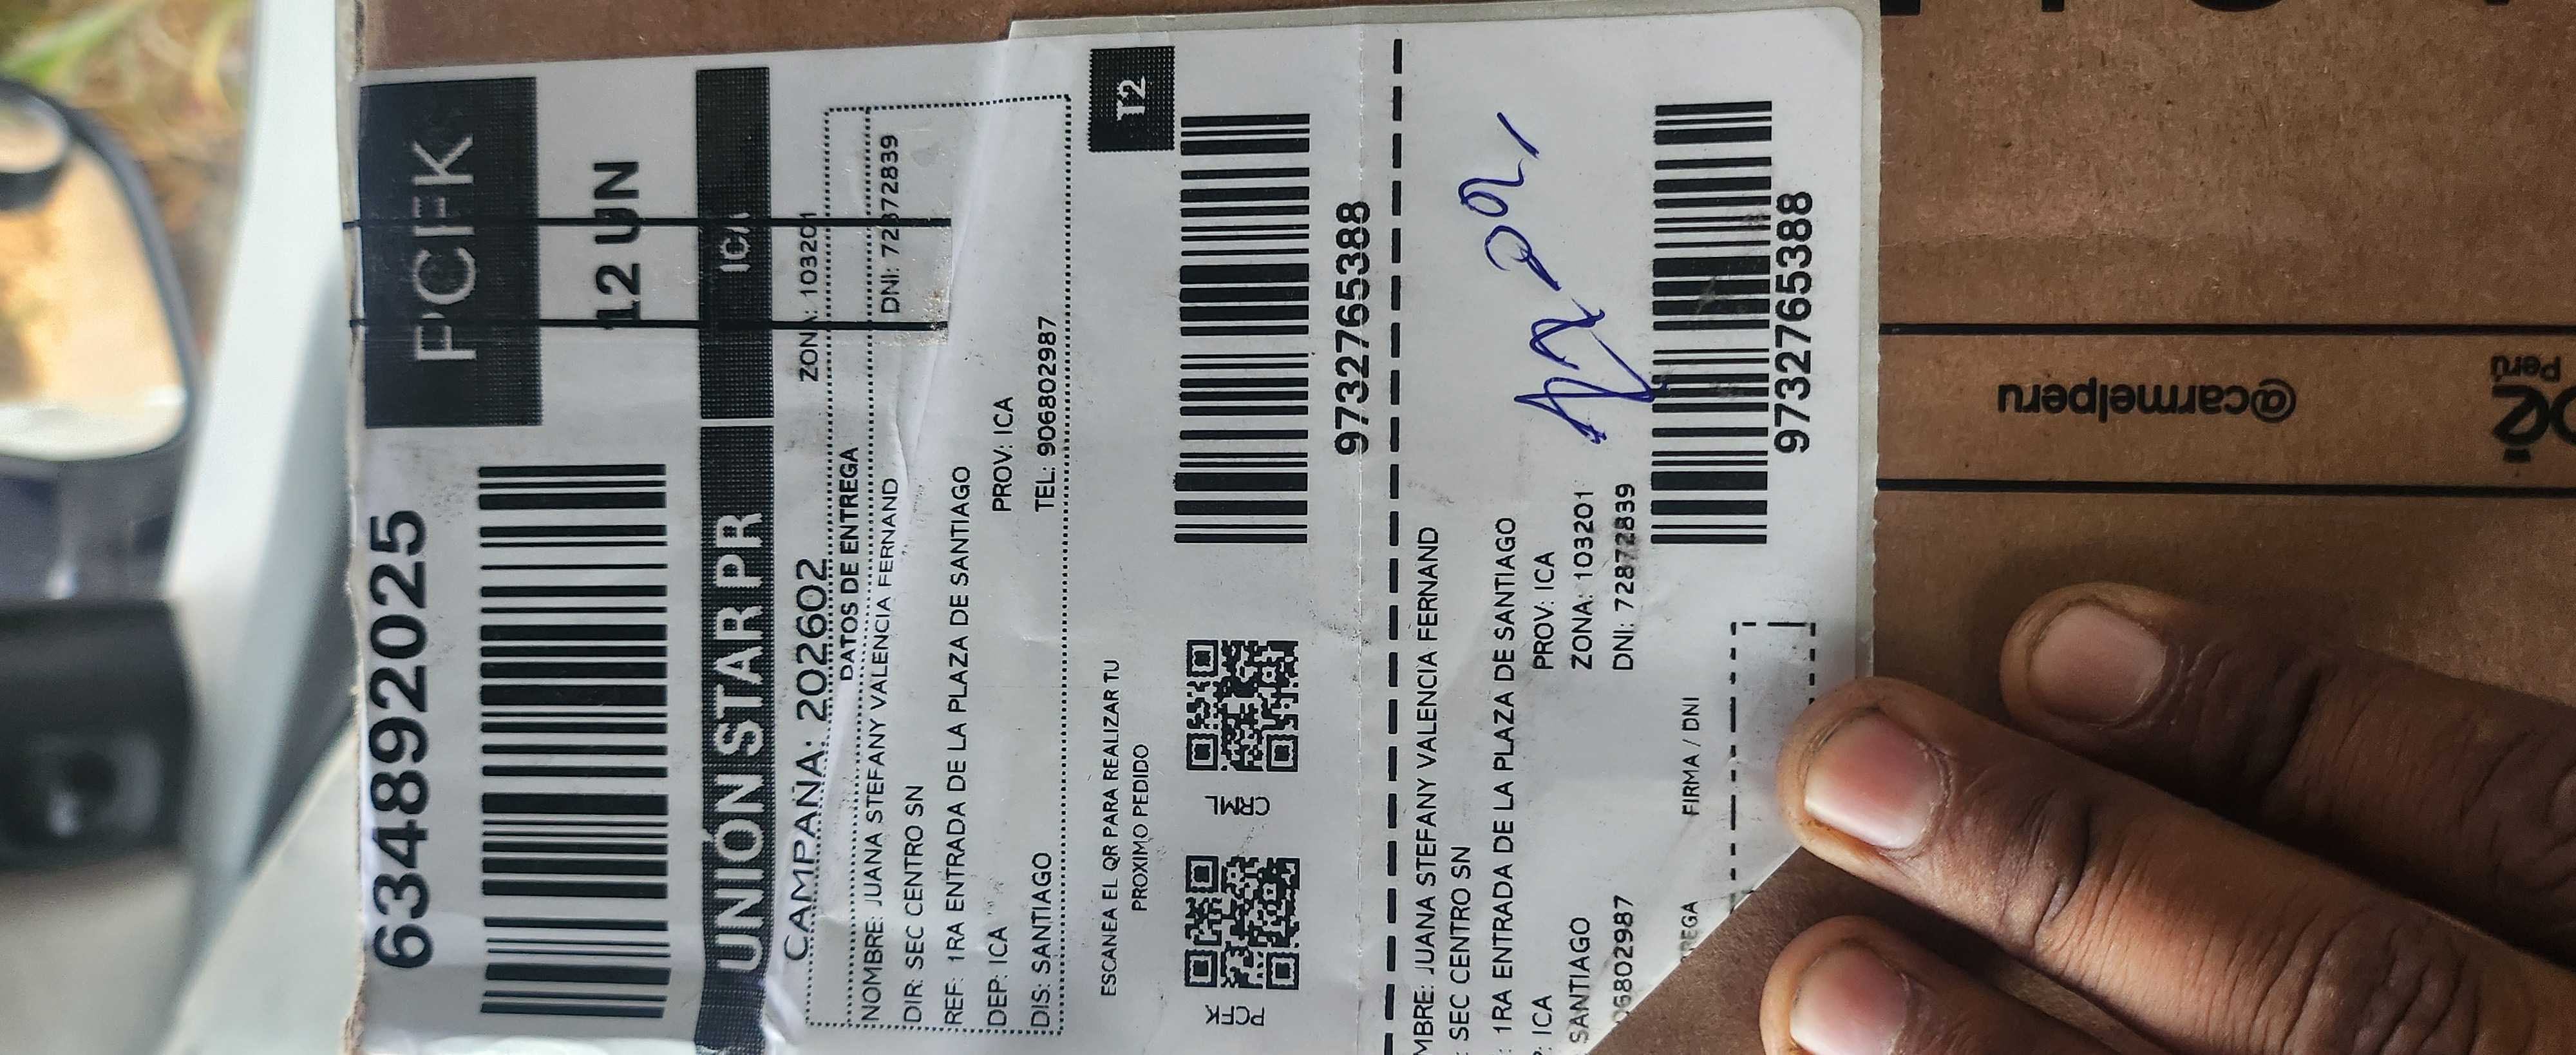 634892025
PCFK
12 UN
UNIÓN STAR PR
ICA
CAMPAÑA: 202602
ZONA: 103201
DATOS DE ENTREGA
NOMBRE: JUANA STEFANY VALENCIA FERNAND
DNI: 72872839
DIR: SEC CENTRO SN
REF: 1RA ENTRADA DE LA PLAZA DE SANTIAGO
DEP: ICA
PROV: ICA
DIS: SANTIAGO
TEL: 906802987
T2
ESCANEA EL QR PARA REALIZAR TU
PROXIMO PEDIDO
PCFK
CRML
9732765388
MBRE: JUANA STEFANY VALENCIA FERNAND
: SEC CENTRO SN
: 1RA ENTRADA DE LA PLAZA DE SANTIAGO
P: ICA
PROV: ICA
SANTIAGO
ZONA: 103201
06802987
DNI: 72872839
REGA
FIRMA / DNI
9732765388
@carmelperu
Perú